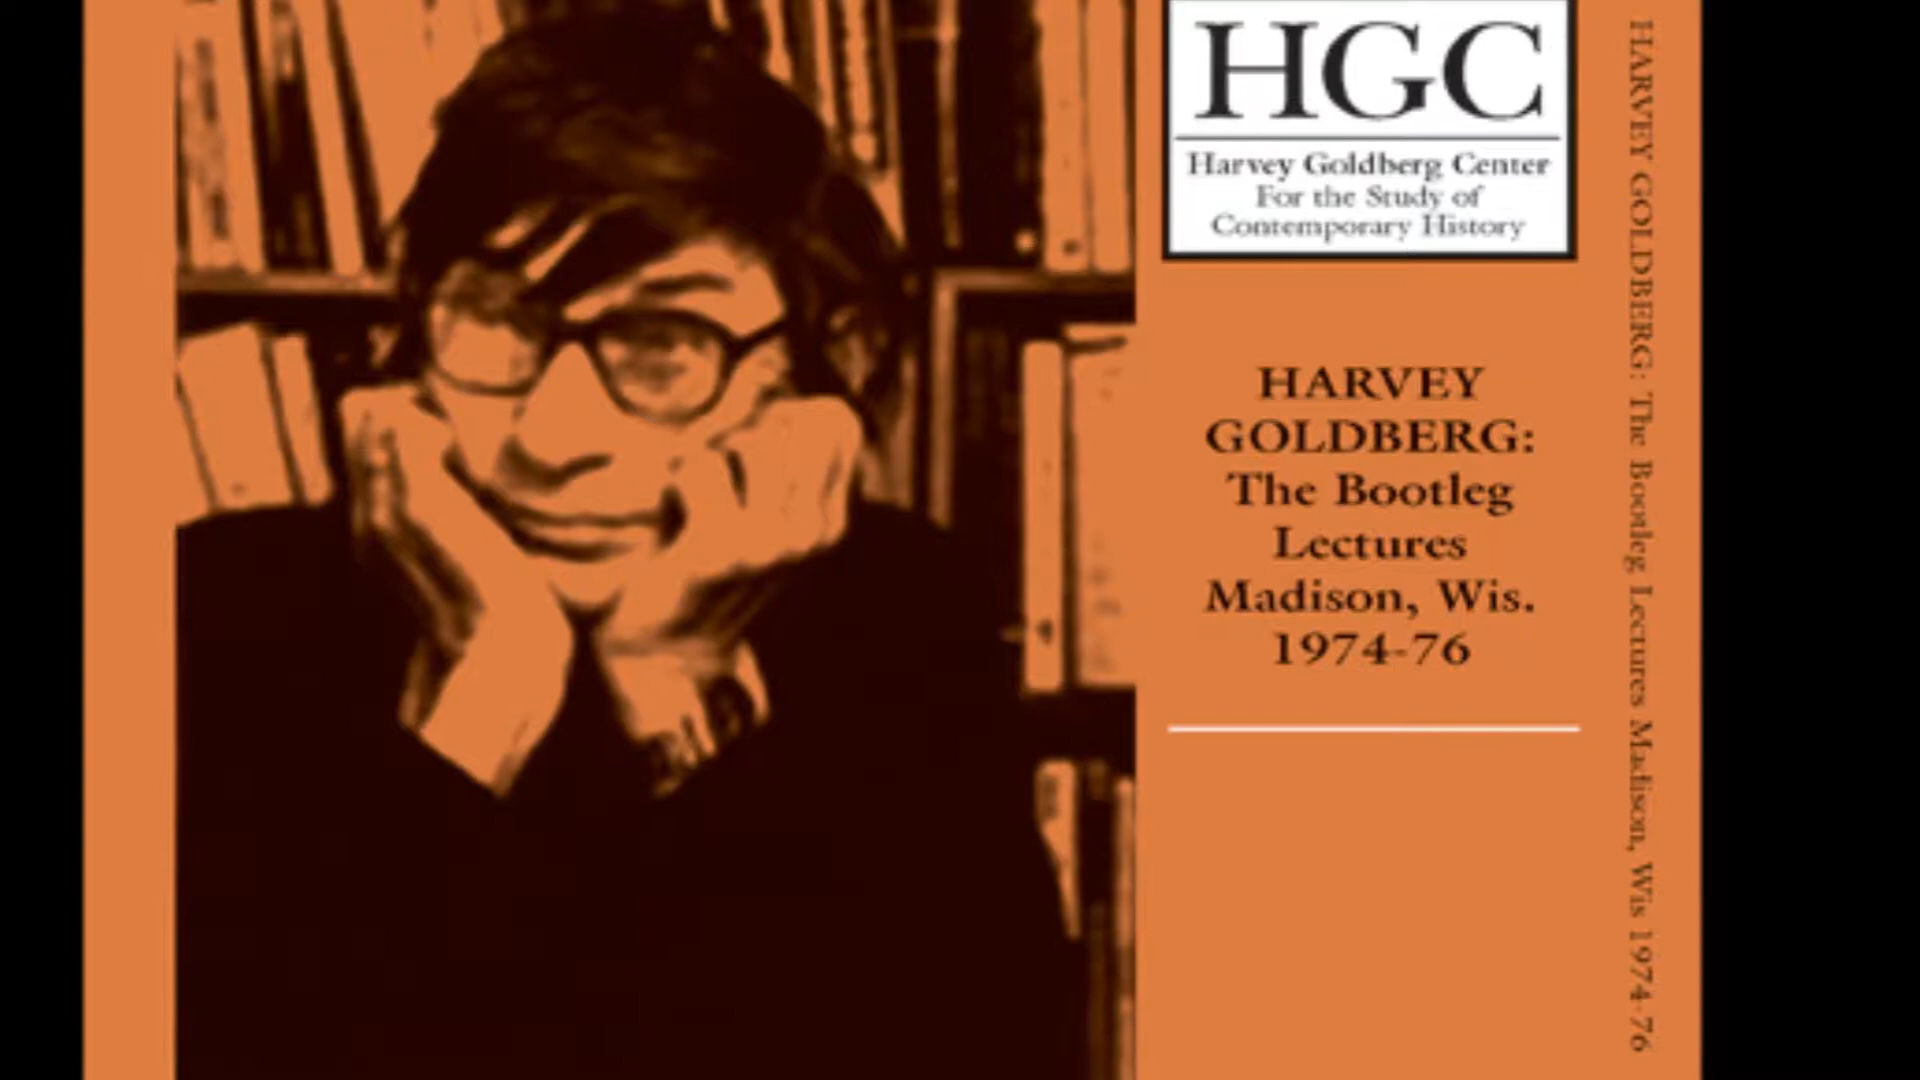 HGC
Harvey Goldberg Center
For the Study of
Contemporary History
HARVEY
GOLDBERG:
The Bootleg
Lectures
Madison, Wis.
1974-76
HARVEY GOLDBERG: The Bootleg Lectures Madison, Wis 1974-76